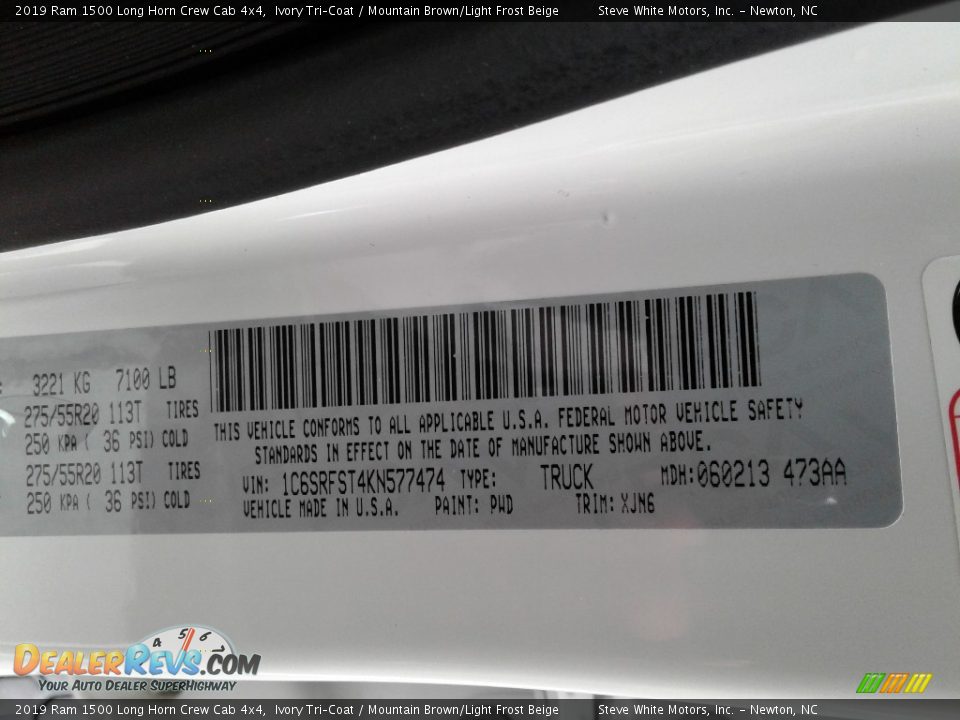 2019 Ram 1500 Long Horn Crew Cab 4x4, Ivory Tri-Coat / Mountain Brown/Light Frost Beige Steve White Motors, Inc. - Newton, NC
3221 KG 7100 LB
275/55R20 113T TIRES
250 KPA ( 36 PSI) COLD
275/55R20 113T TIRES
250 KPA ( 36 PSI) COLD
THIS VEHICLE CONFORMS TO ALL APPLICABLE U.S.A. FEDERAL MOTOR VEHICLE SAFETY
STANDARDS IN EFFECT ON THE DATE OF MANUFACTURE SHOWN ABOVE.
VIN: 1C6SRFST4KN577474 TYPE: TRUCK MDH:060213 473AA
VEHICLE MADE IN U.S.A. PAINT: PWD TRIM: XJN6
4 5 6
DealerRevs.com
Your Auto Dealer SuperHighway
2019 Ram 1500 Long Horn Crew Cab 4x4, Ivory Tri-Coat / Mountain Brown/Light Frost Beige Steve White Motors, Inc. - Newton, NC